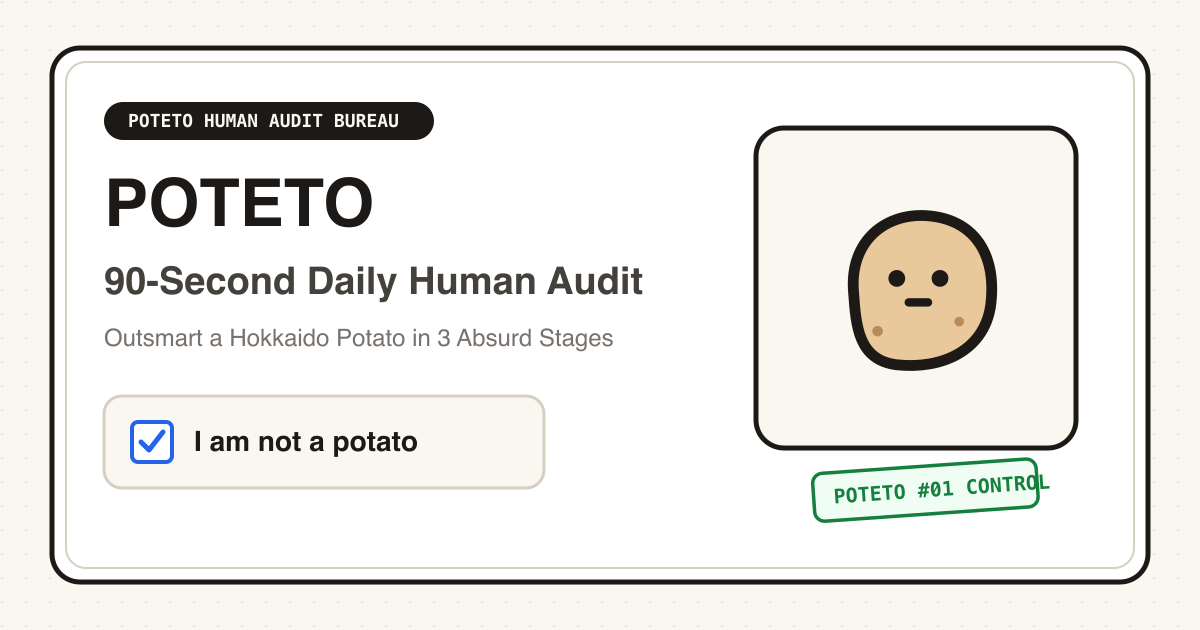 POTETO HUMAN AUDIT BUREAU
POTETO
90-Second Daily Human Audit
Outsmart a Hokkaido Potato in 3 Absurd Stages
I am not a potato
POTETO #01 CONTROL